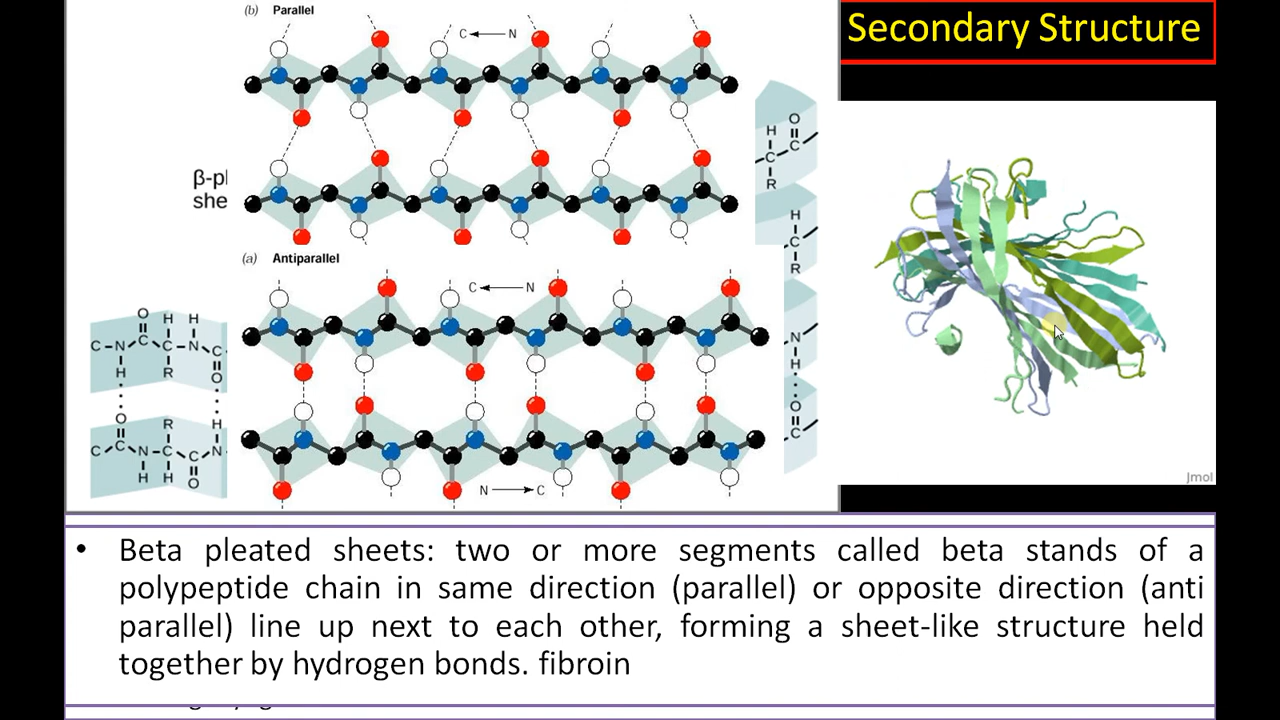 (b) Parallel
C N
Secondary Structure
β-pl
she
(a) Antiparallel
C N
N C
O
H
C C
R
H
C
R
N
H
O
C
O H H
C N C C N C
H R O
O R H
C C N C C N
H H O
Jmol
• Beta pleated sheets: two or more segments called beta stands of a
polypeptide chain in same direction (parallel) or opposite direction (anti
parallel) line up next to each other, forming a sheet-like structure held
together by hydrogen bonds. fibroin